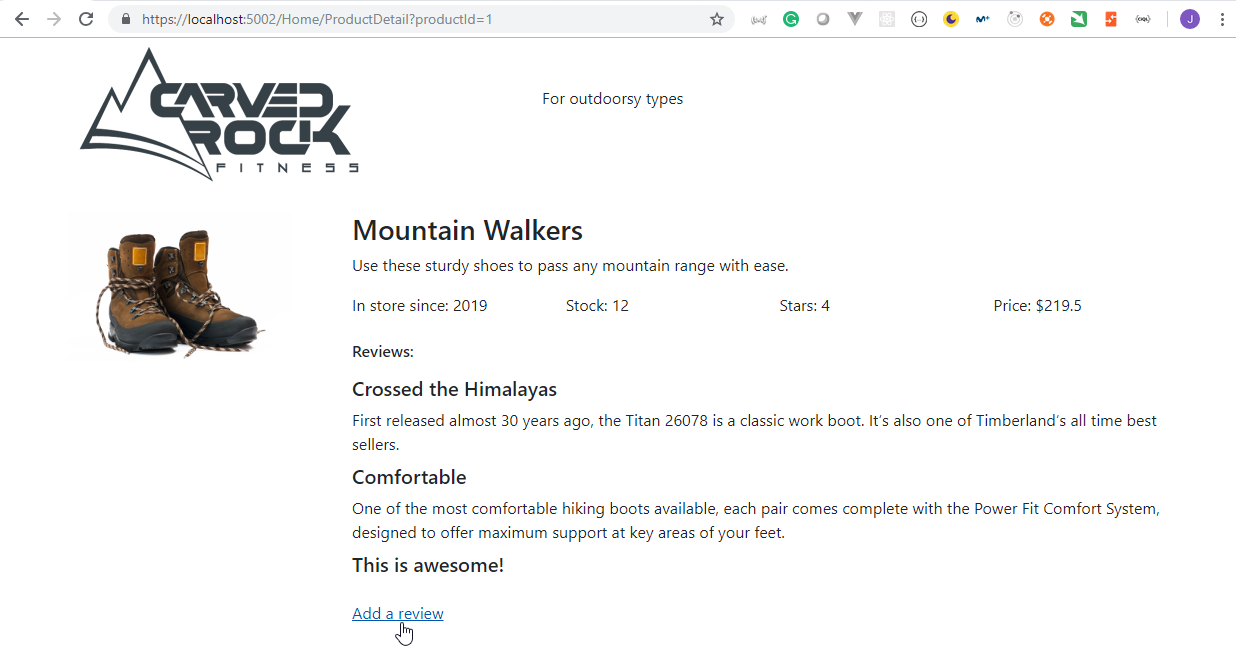 https://localhost:5002/Home/ProductDetail?productId=1
J
CARVED
ROCK
FITNESS
For outdoorsy types
Mountain Walkers
Use these sturdy shoes to pass any mountain range with ease.
In store since: 2019 Stock: 12 Stars: 4 Price: $219.5
Reviews:
Crossed the Himalayas
First released almost 30 years ago, the Titan 26078 is a classic work boot. It's also one of Timberland's all time best
sellers.
Comfortable
One of the most comfortable hiking boots available, each pair comes complete with the Power Fit Comfort System,
designed to offer maximum support at key areas of your feet.
This is awesome!
Add a review